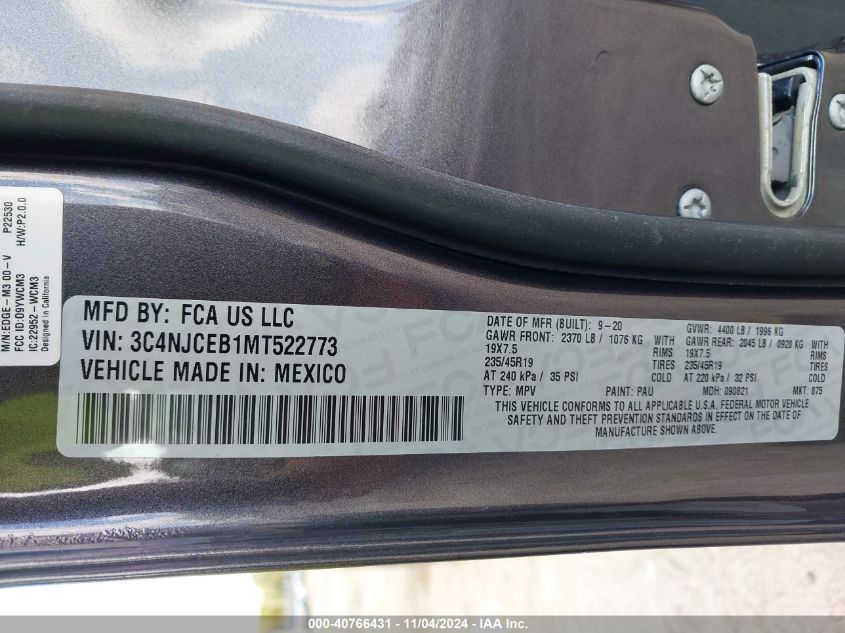 M/N:EDGE-M3 00-V P22530
FCC ID:O9YWCM3 H/W:P2.0.0
IC:22952-WCM3
Designed in California
MFD BY: FCA US LLC
VIN: 3C4NJCEB1MT522773
VEHICLE MADE IN: MEXICO
DATE OF MFR (BUILT): 9-20 GVWR: 4400 LB / 1996 KG
GAWR FRONT: 2370 LB / 1076 KG WITH GAWR REAR: 2045 LB / 0928 KG WITH
19X7.5 RIMS 19X7.5 RIMS
235/45R19 TIRES 235/45R19 TIRES
AT 240 kPa / 35 PSI COLD AT 220 kPa / 32 PSI COLD
TYPE: MPV PAINT: PAU MDH: 090821 MKT: 875
THIS VEHICLE CONFORMS TO ALL APPLICABLE U.S.A. FEDERAL MOTOR VEHICLE
SAFETY AND THEFT PREVENTION STANDARDS IN EFFECT ON THE DATE OF
MANUFACTURE SHOWN ABOVE.
000-40766431 - 11/04/2024 - IAA Inc.